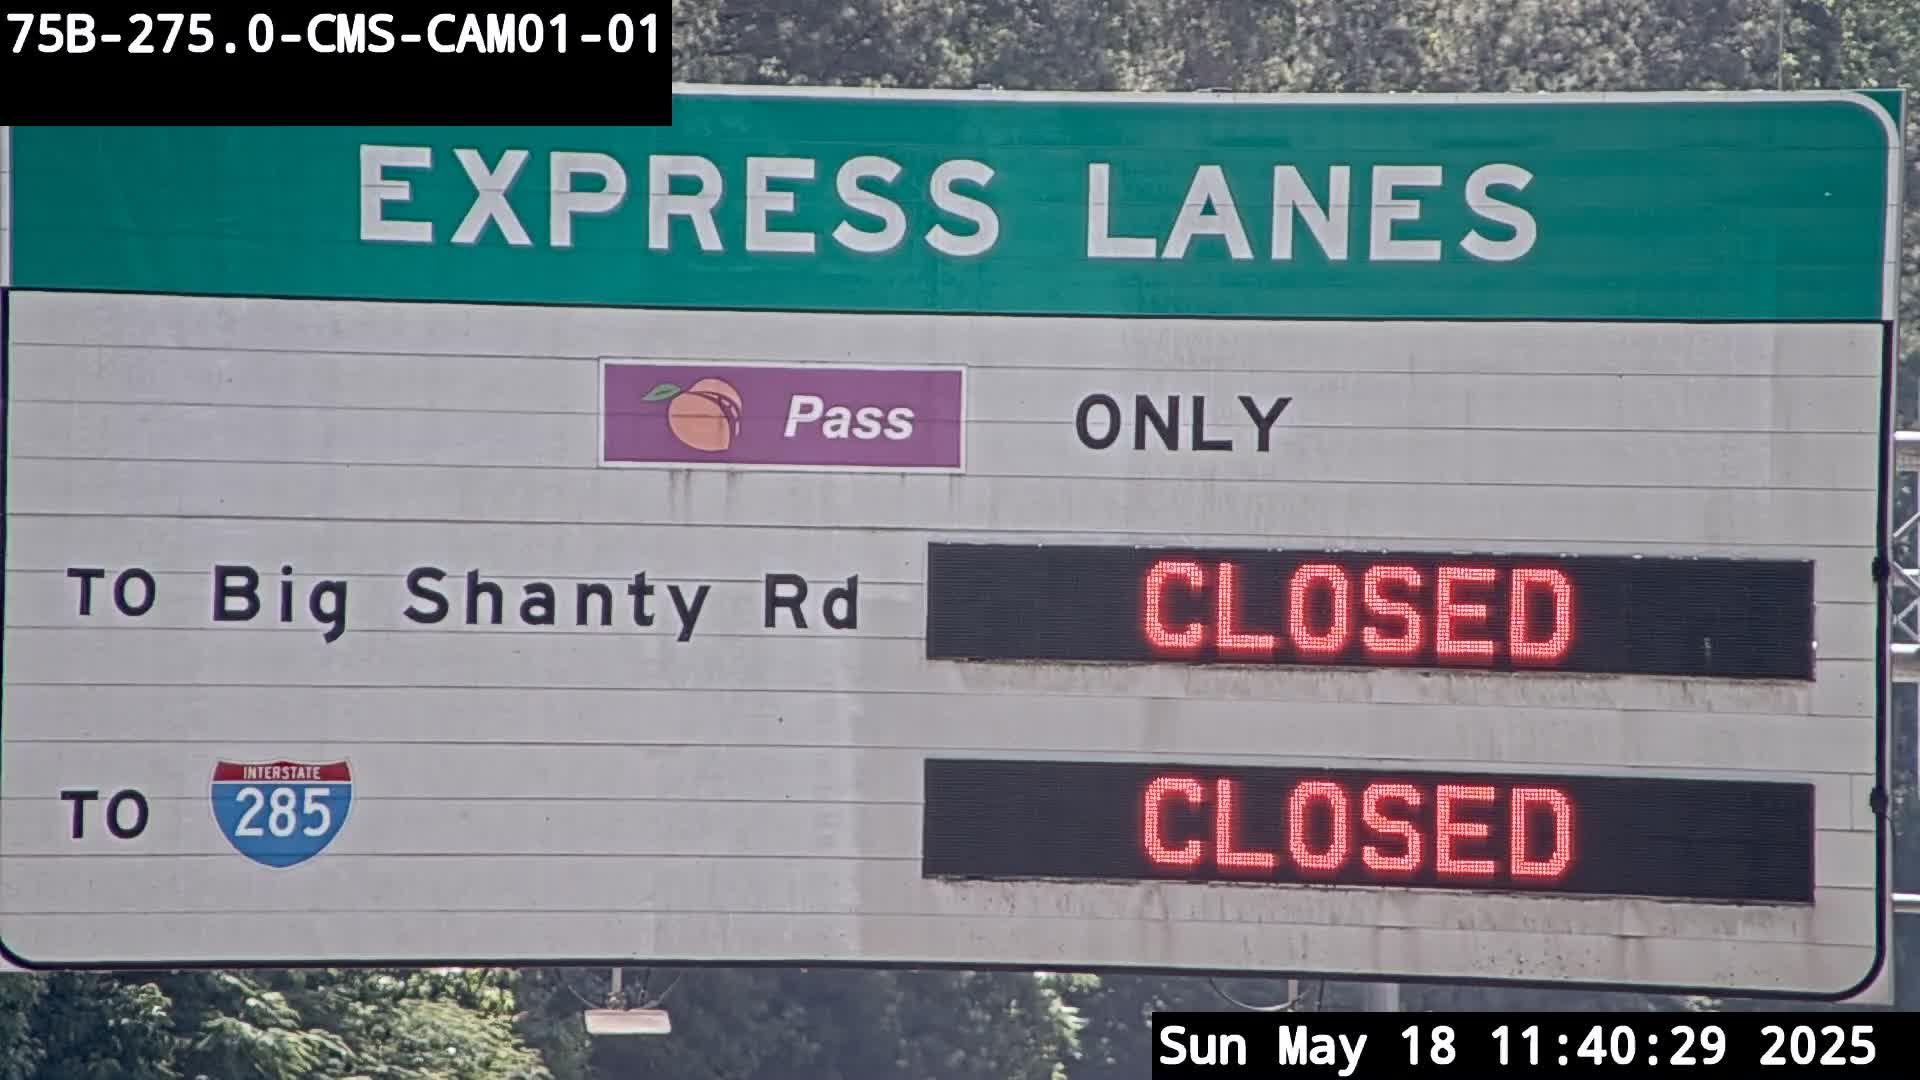 75B-275.0-CMS-CAM01-01
EXPRESS LANES
Pass ONLY
TO Big Shanty Rd CLOSED
INTERSTATE
TO 285 CLOSED
Sun May 18 11:40:29 2025